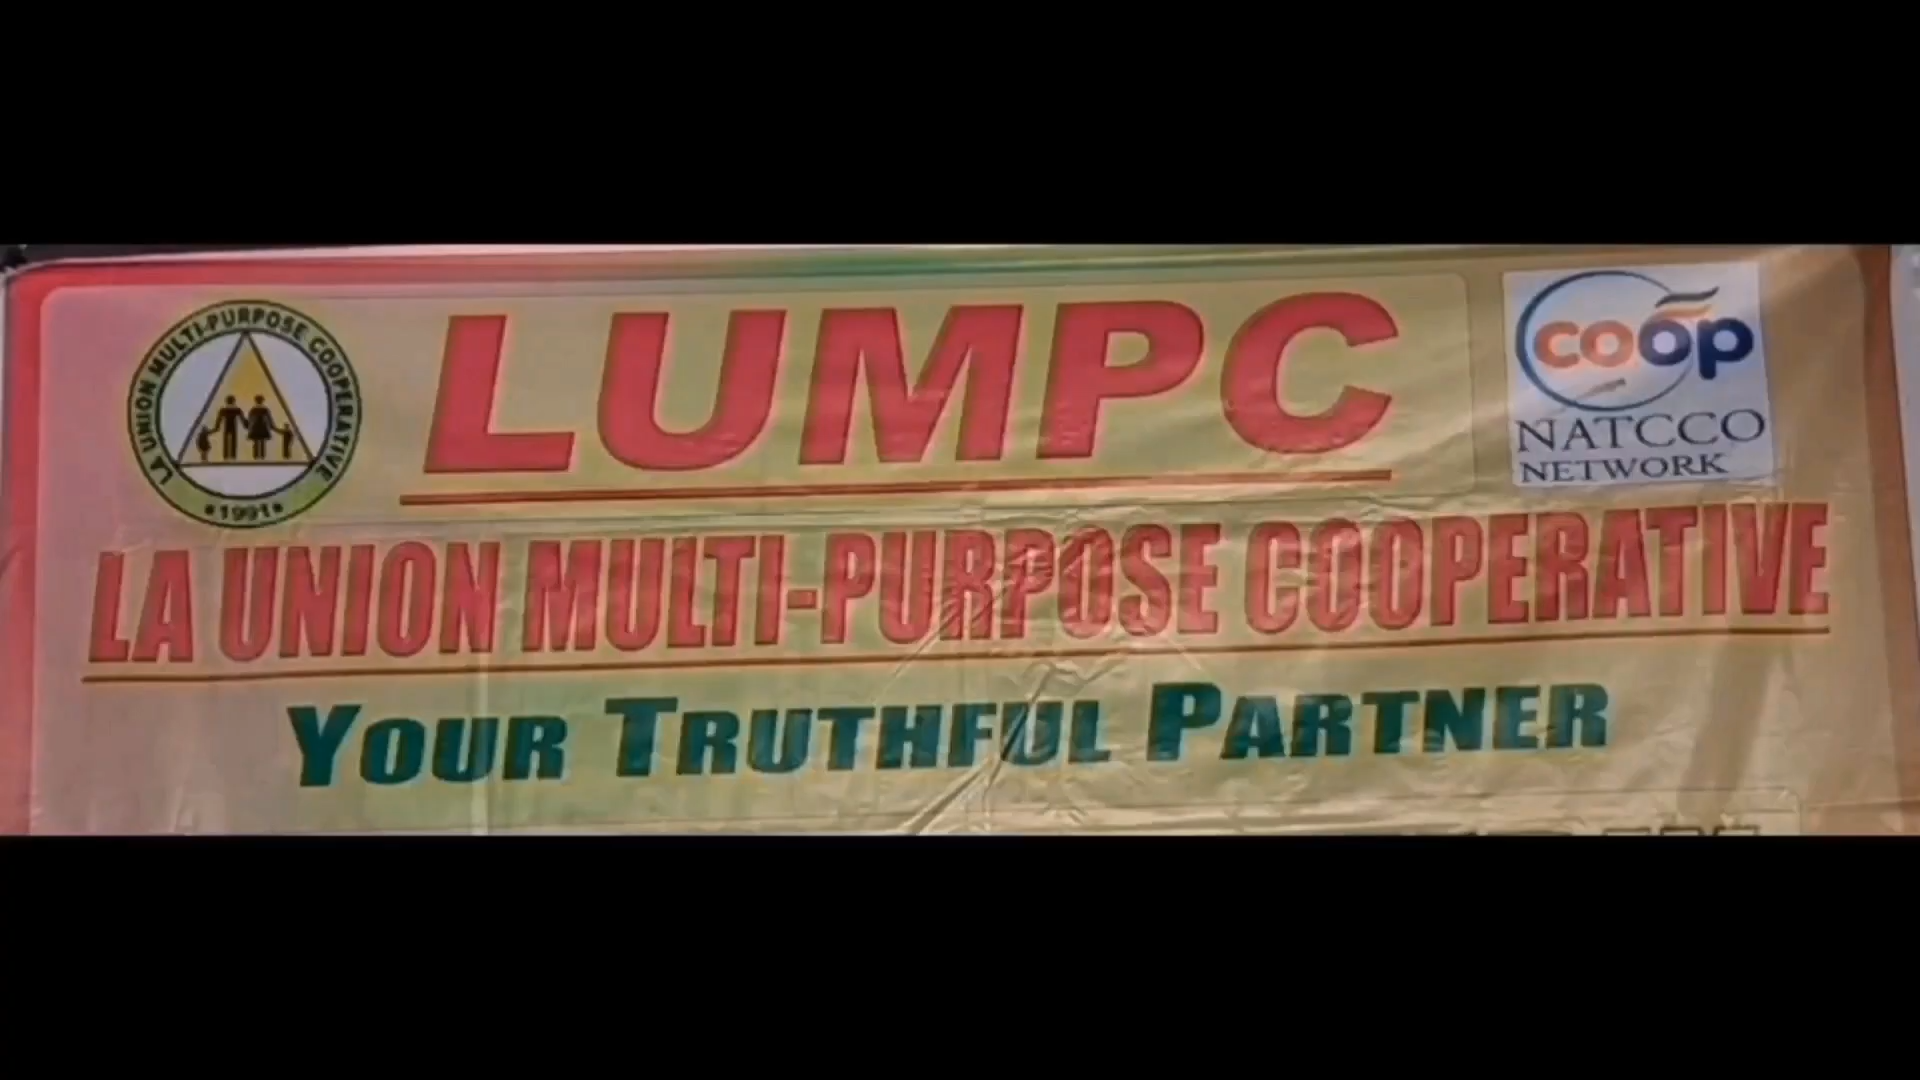 LA UNION MULTI-PURPOSE COOPERATIVE
1991
LUMPC
coop
NATCCO
NETWORK
LA UNION MULTI-PURPOSE COOPERATIVE
YOUR TRUTHFUL PARTNER